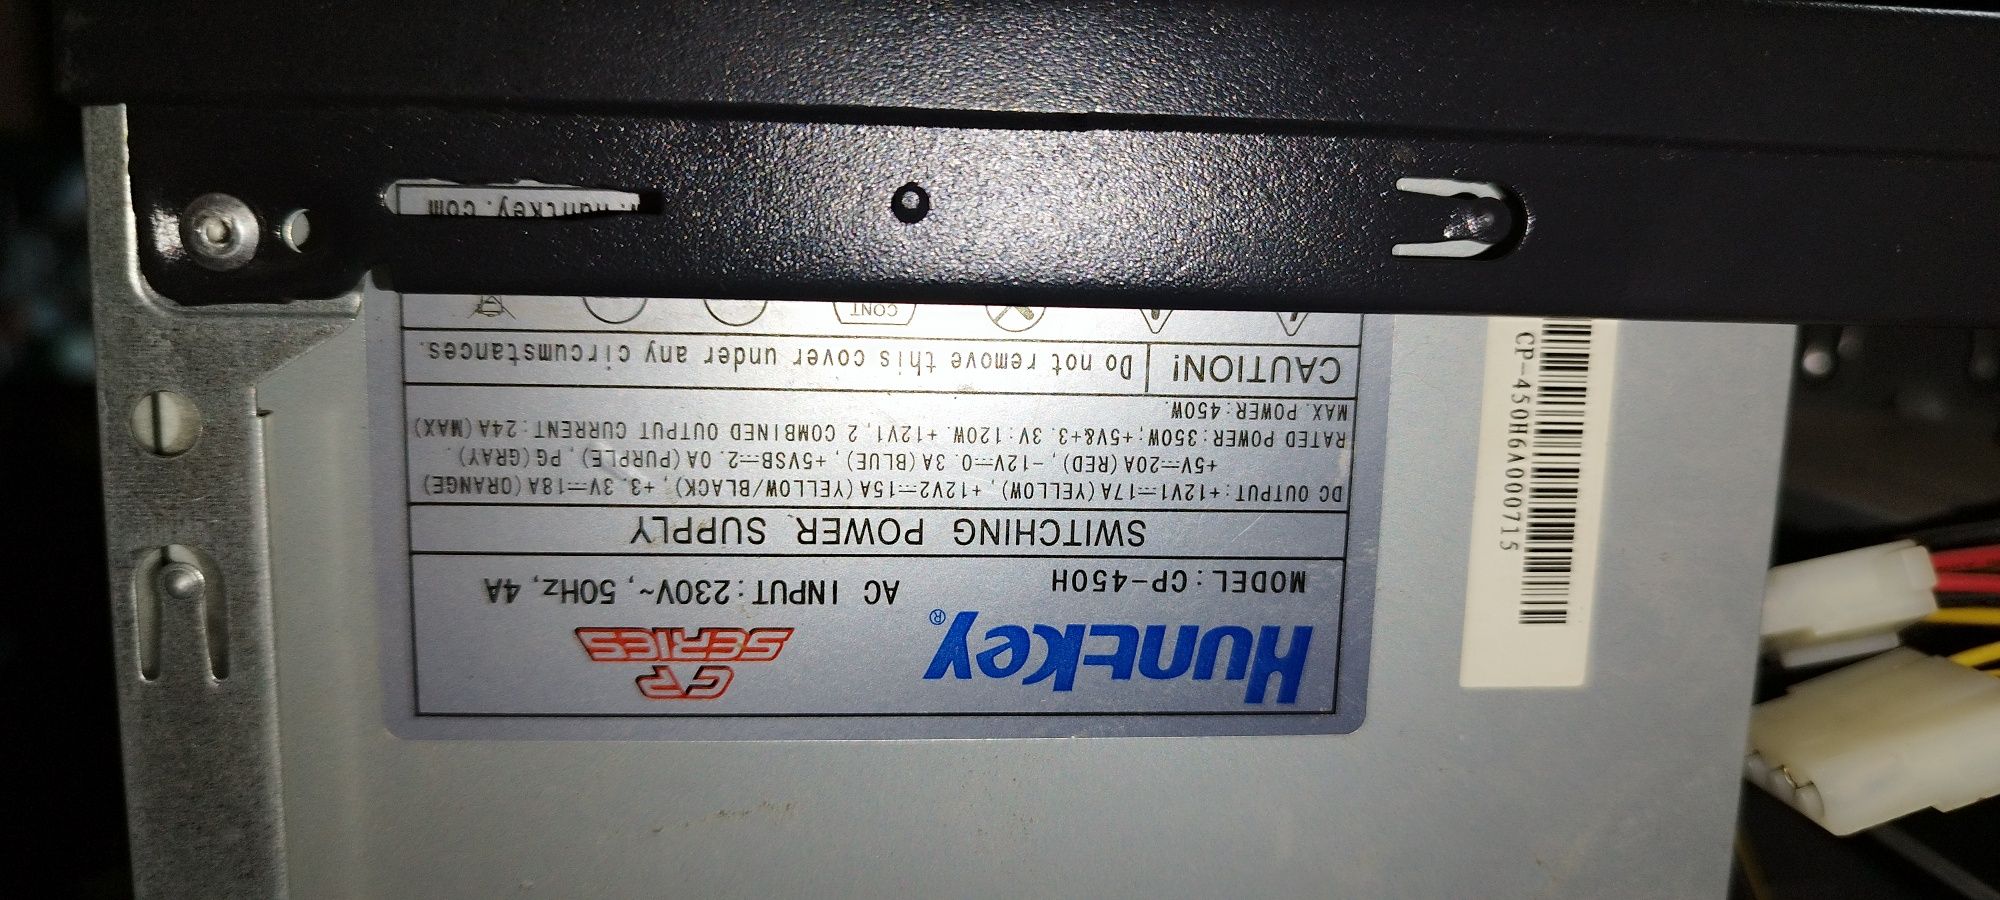 Huntkey®
CP
SERIES
MODEL:CP-450H
AC INPUT:230V~, 50Hz, 4A
SWITCHING POWER SUPPLY
DC OUTPUT:+12V1⎓17A(YELLOW), +12V2⎓15A(YELLOW/BLACK), +3.3V⎓18A(ORANGE)
+5V⎓20A(RED), -12V⎓0.3A(BLUE), +5VSB⎓2.0A(PURPLE), PG(GRAY).
RATED POWER:350W, +5V&+3.3V:120W. +12V1,2 COMBINED OUTPUT CURRENT:24A(MAX)
MAX. POWER:450W.
CAUTION! Do not remove this cover under any circumstances.
CONT
.huntkey.com
CP-450H6A0000715